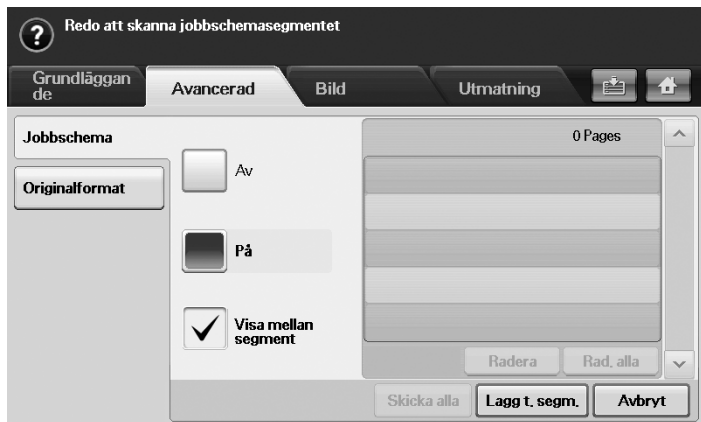 ?
Redo att skanna jobbschemasegmentet
Grundläggan
de
Avancerad
Bild
Utmatning
Jobbschema
Originalformat
Av
På
Visa mellan
segment
0 Pages
Radera
Rad. alla
Skicka alla
Lagg t. segm.
Avbryt